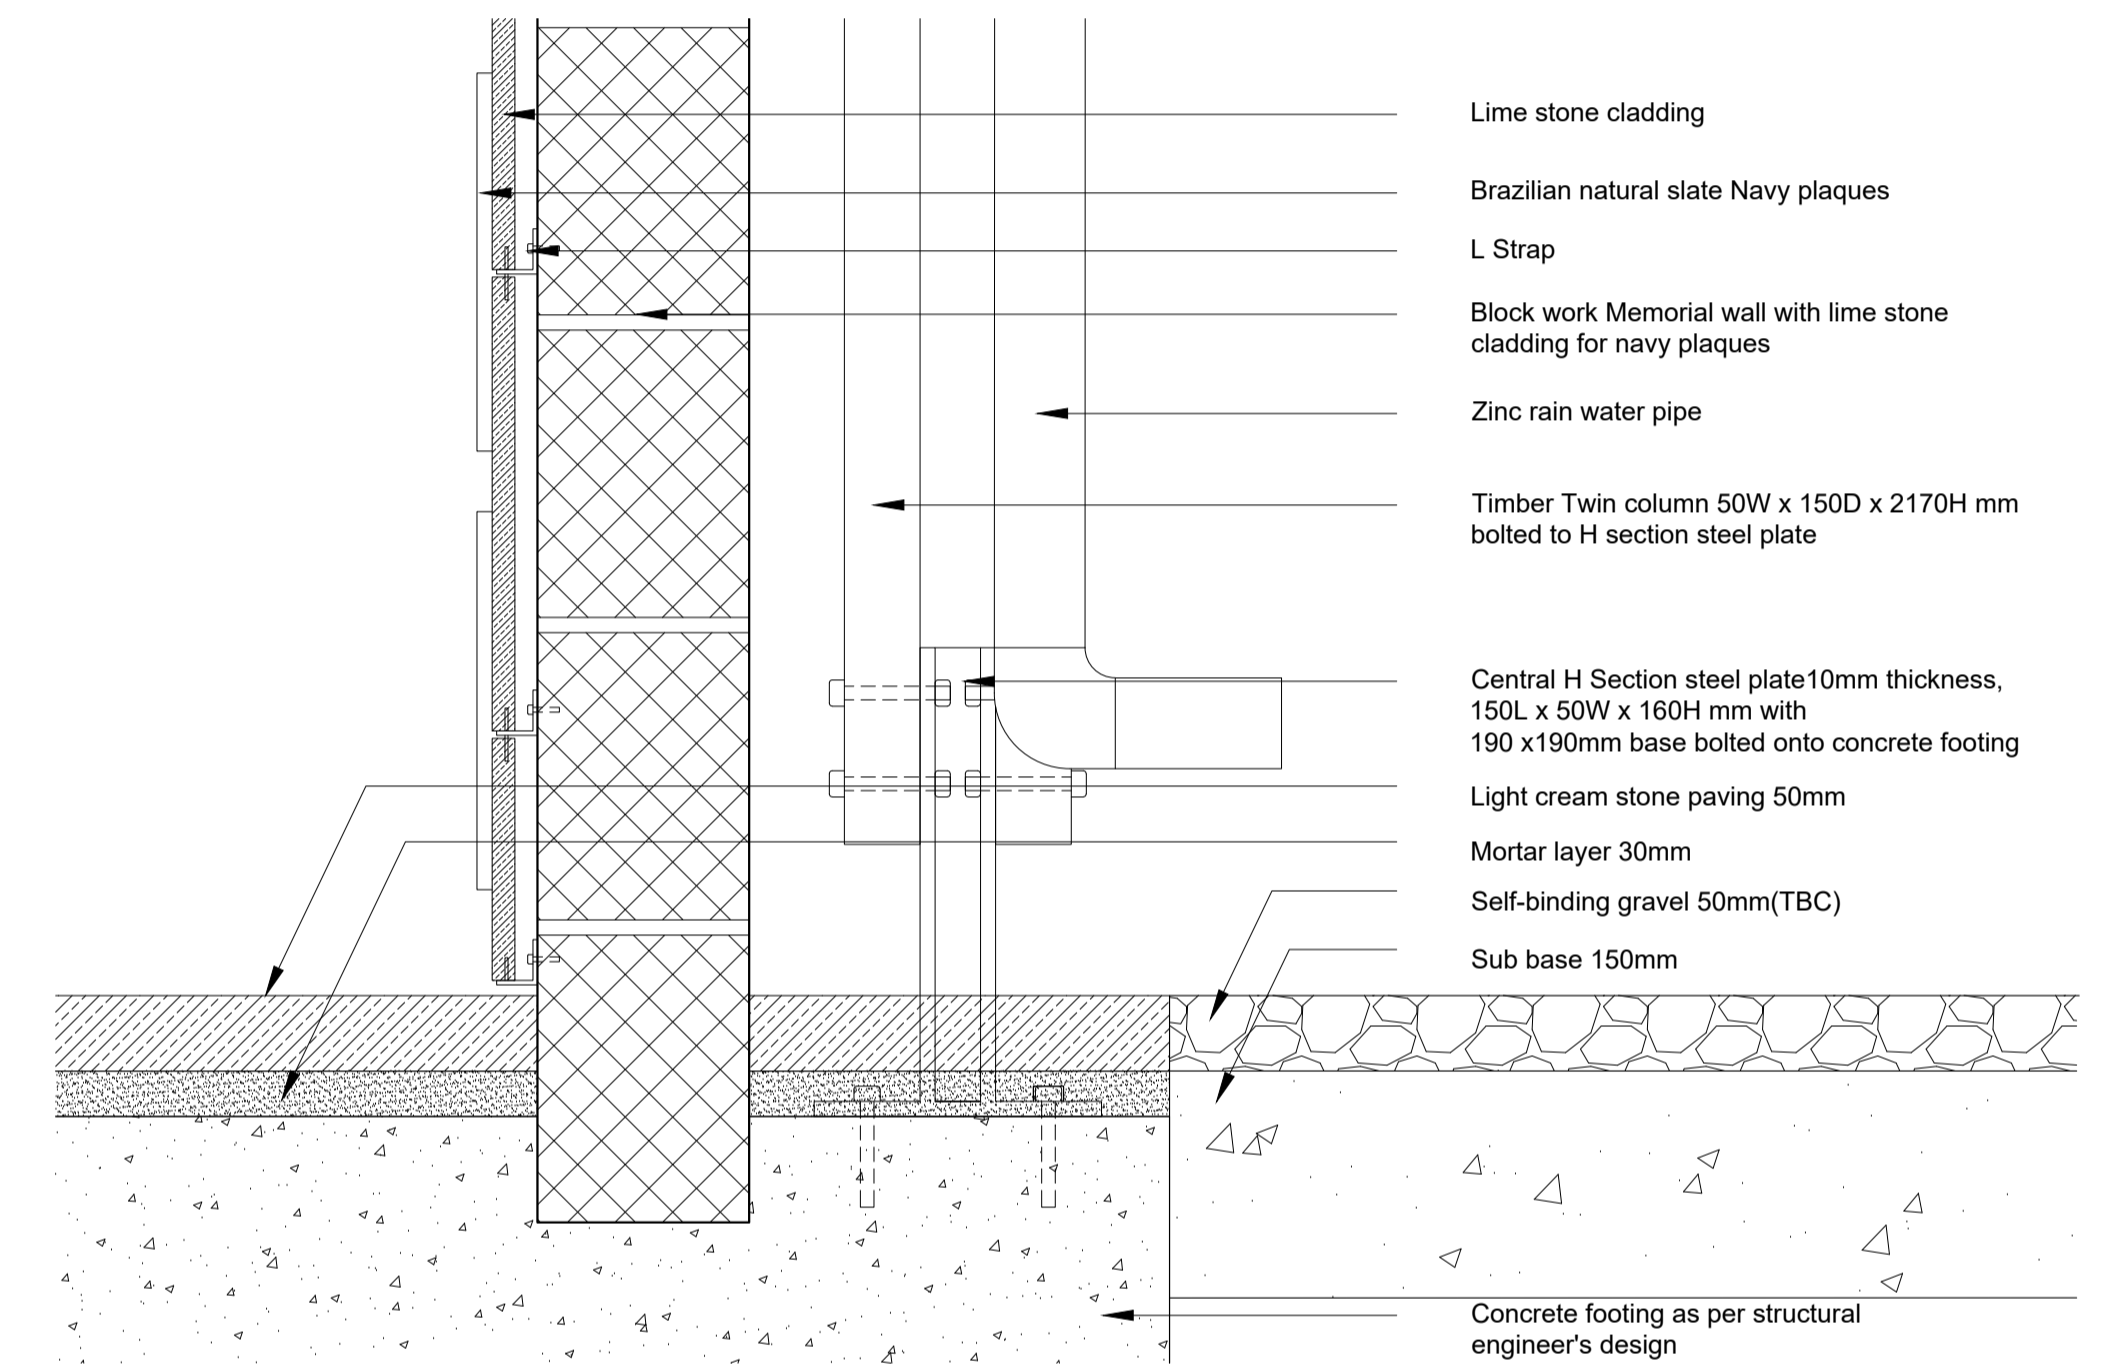 Lime stone cladding
Brazilian natural slate Navy plaques
L Strap
Block work Memorial wall with lime stone
cladding for navy plaques
Zinc rain water pipe
Timber Twin column 50W x 150D x 2170H mm
bolted to H section steel plate
Central H Section steel plate10mm thickness,
150L x 50W x 160H mm with
190 x190mm base bolted onto concrete footing
Light cream stone paving 50mm
Mortar layer 30mm
Self-binding gravel 50mm(TBC)
Sub base 150mm
Concrete footing as per structural
engineer's design